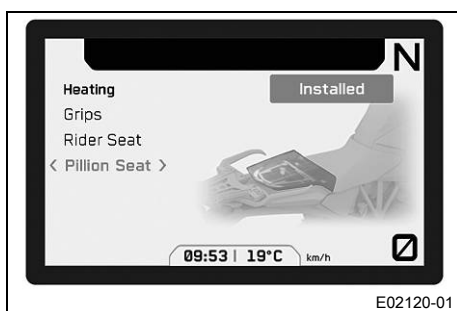 N
Heating
Installed
Grips
Rider Seat
< Pillion Seat >
09:53 | 19°C km/h
0
E02120-01